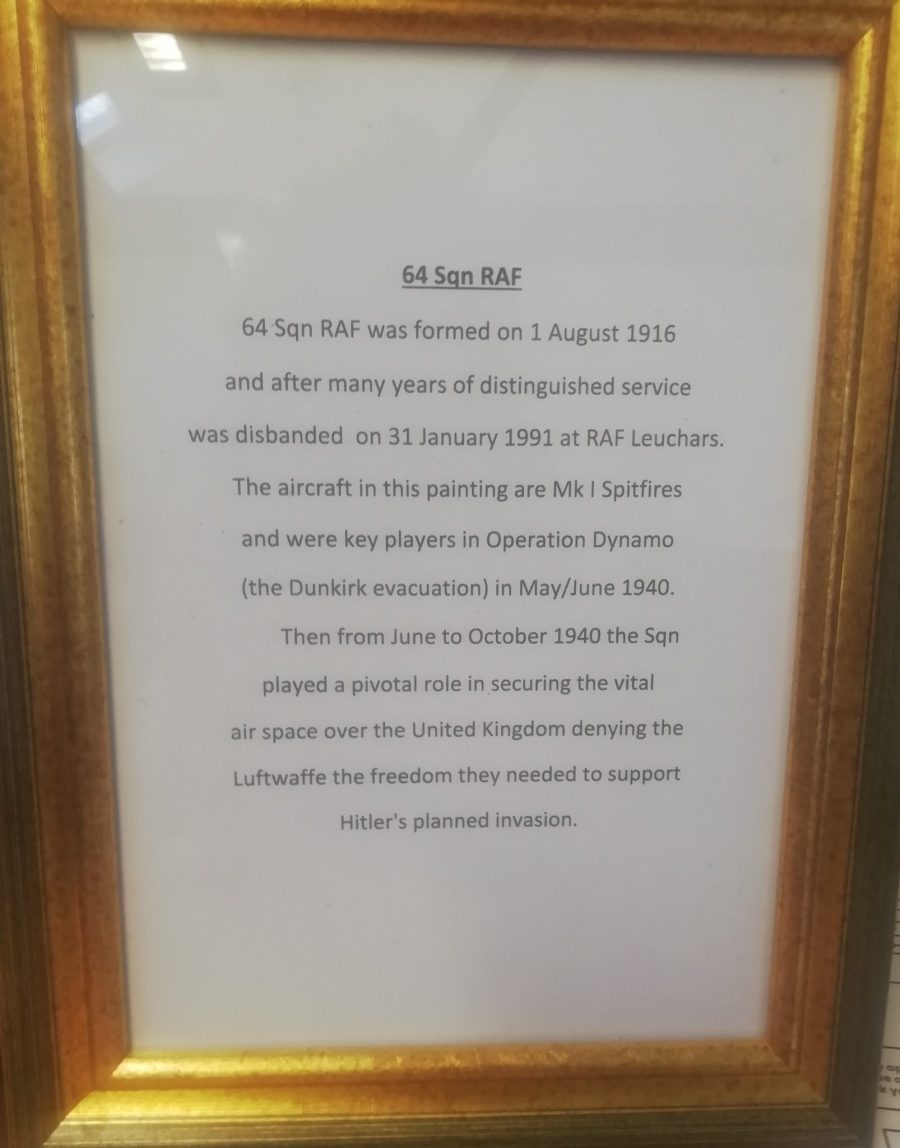 64 Sqn RAF
64 Sqn RAF was formed on 1 August 1916
and after many years of distinguished service
was disbanded on 31 January 1991 at RAF Leuchars.
The aircraft in this painting are Mk I Spitfires
and were key players in Operation Dynamo
(the Dunkirk evacuation) in May/June 1940.
Then from June to October 1940 the Sqn
played a pivotal role in securing the vital
air space over the United Kingdom denying the
Luftwaffe the freedom they needed to support
Hitler's planned invasion.